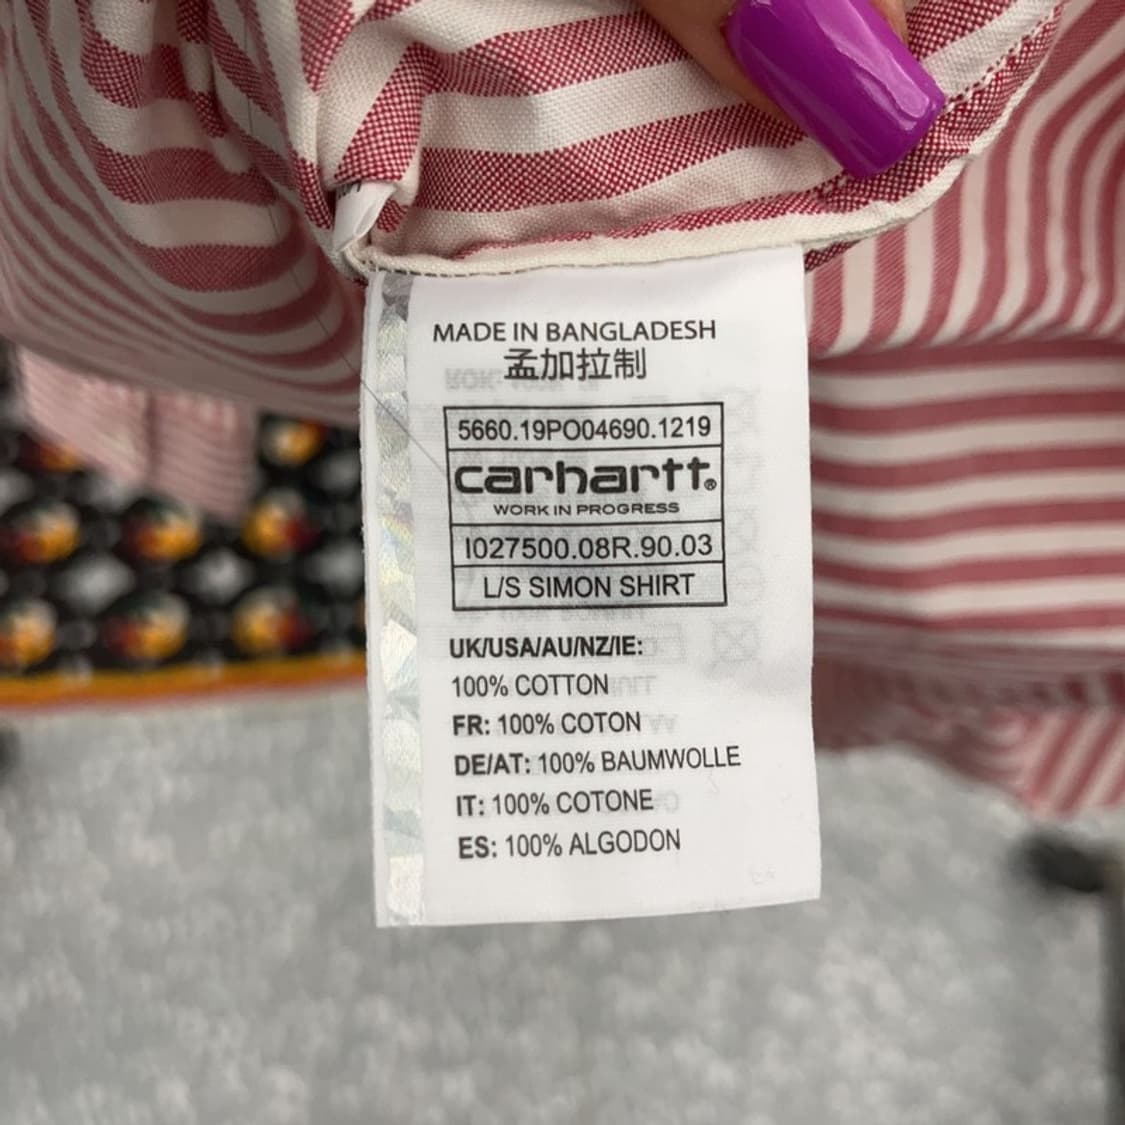 MADE IN BANGLADESH
孟加拉制
5660.19PO04690.1219
carhartt®
WORK IN PROGRESS
I027500.08R.90.03
L/S SIMON SHIRT
UK/USA/AU/NZ/IE:
100% COTTON
FR: 100% COTON
DE/AT: 100% BAUMWOLLE
IT: 100% COTONE
ES: 100% ALGODON